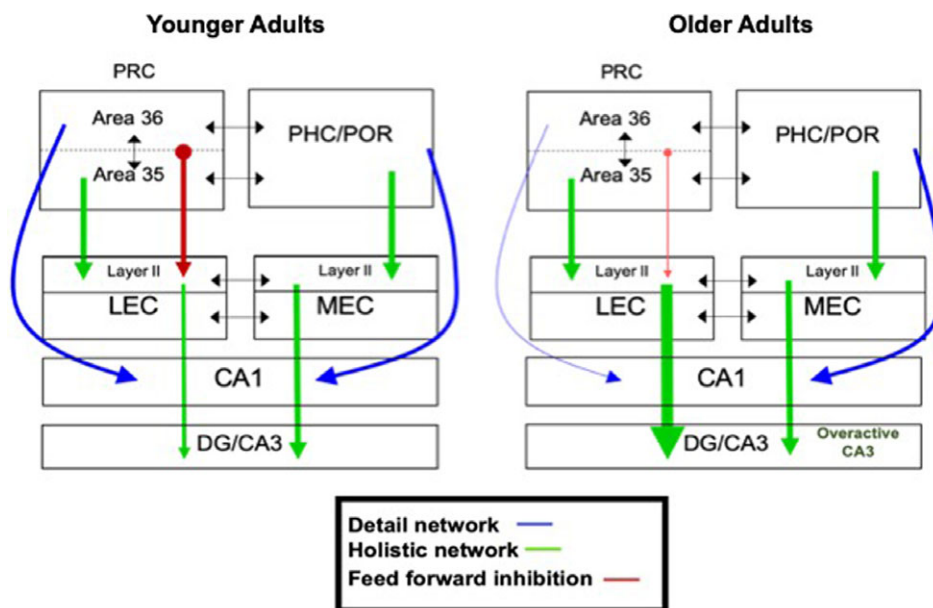 Younger Adults
PRC
Area 36
Area 35
PHC/POR
Layer II
LEC
Layer II
MEC
CA1
DG/CA3
Older Adults
PRC
Area 36
Area 35
PHC/POR
Layer II
LEC
Layer II
MEC
CA1
DG/CA3
Overactive
CA3
Detail network
Holistic network
Feed forward inhibition